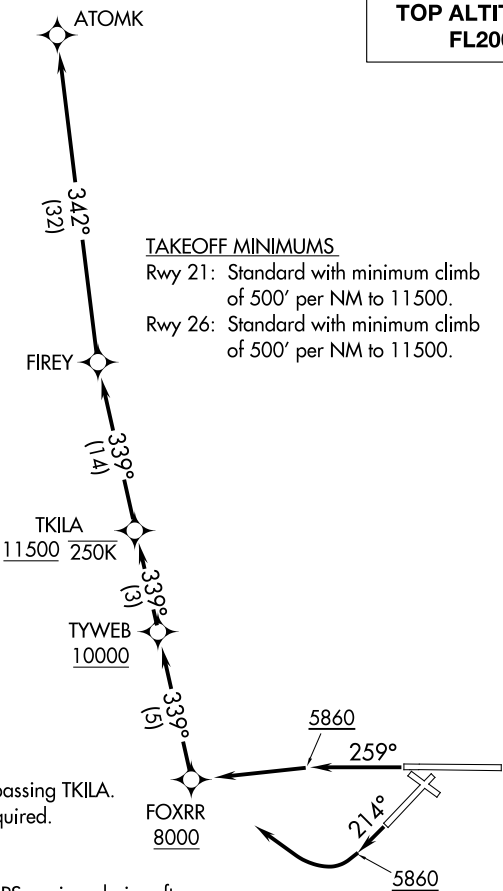 ATOMK
TOP ALTIT
FL200
342°
(32)
TAKEOFF MINIMUMS
Rwy 21: Standard with minimum climb
of 500' per NM to 11500.
Rwy 26: Standard with minimum climb
of 500' per NM to 11500.
FIREY
339°
(14)
TKILA
11500 250K
339°
(3)
TYWEB
10000
339°
(5)
5860
259°
passing TKILA.
quired.
FOXRR
8000
214°
5860